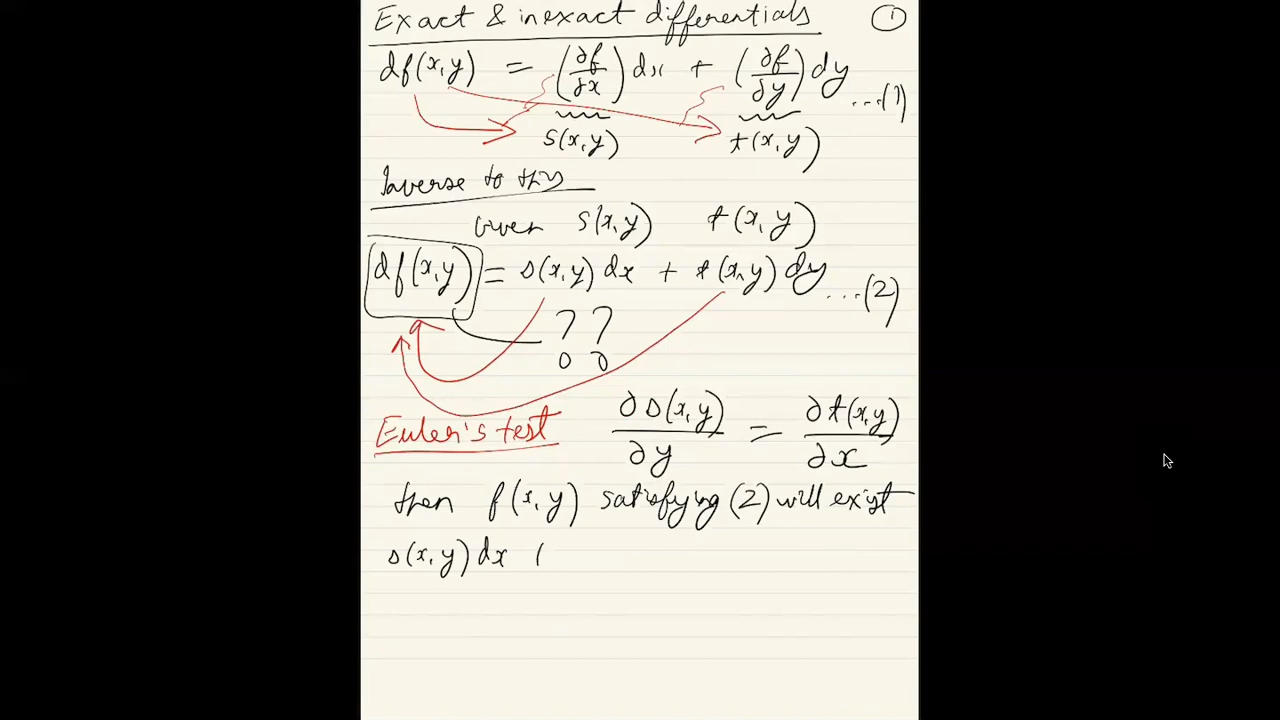 Exact & inexact differentials ①
df(x,y) = (∂f/∂x) dx + (∂f/∂y) dy ...(1)
s(x,y) t(x,y)
Inverse to this
Given s(x,y) t(x,y)
df(x,y) = s(x,y) dx + t(x,y) dy ...(2)
??
Euler's test ∂s(x,y)/∂y = ∂t(x,y)/∂x
then f(x,y) satisfying (2) will exist
s(x,y) dx (